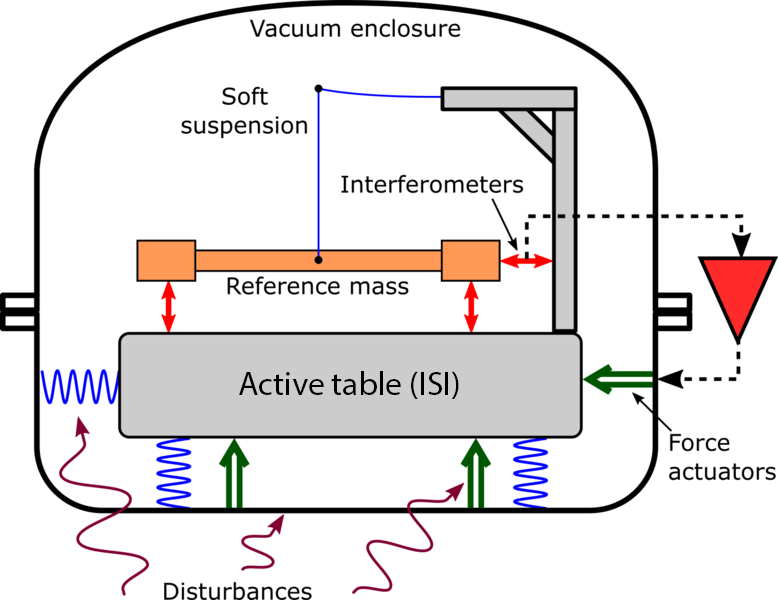 Vacuum enclosure
Soft
suspension
Interferometers
Reference mass
Active table (ISI)
Force
actuators
Disturbances